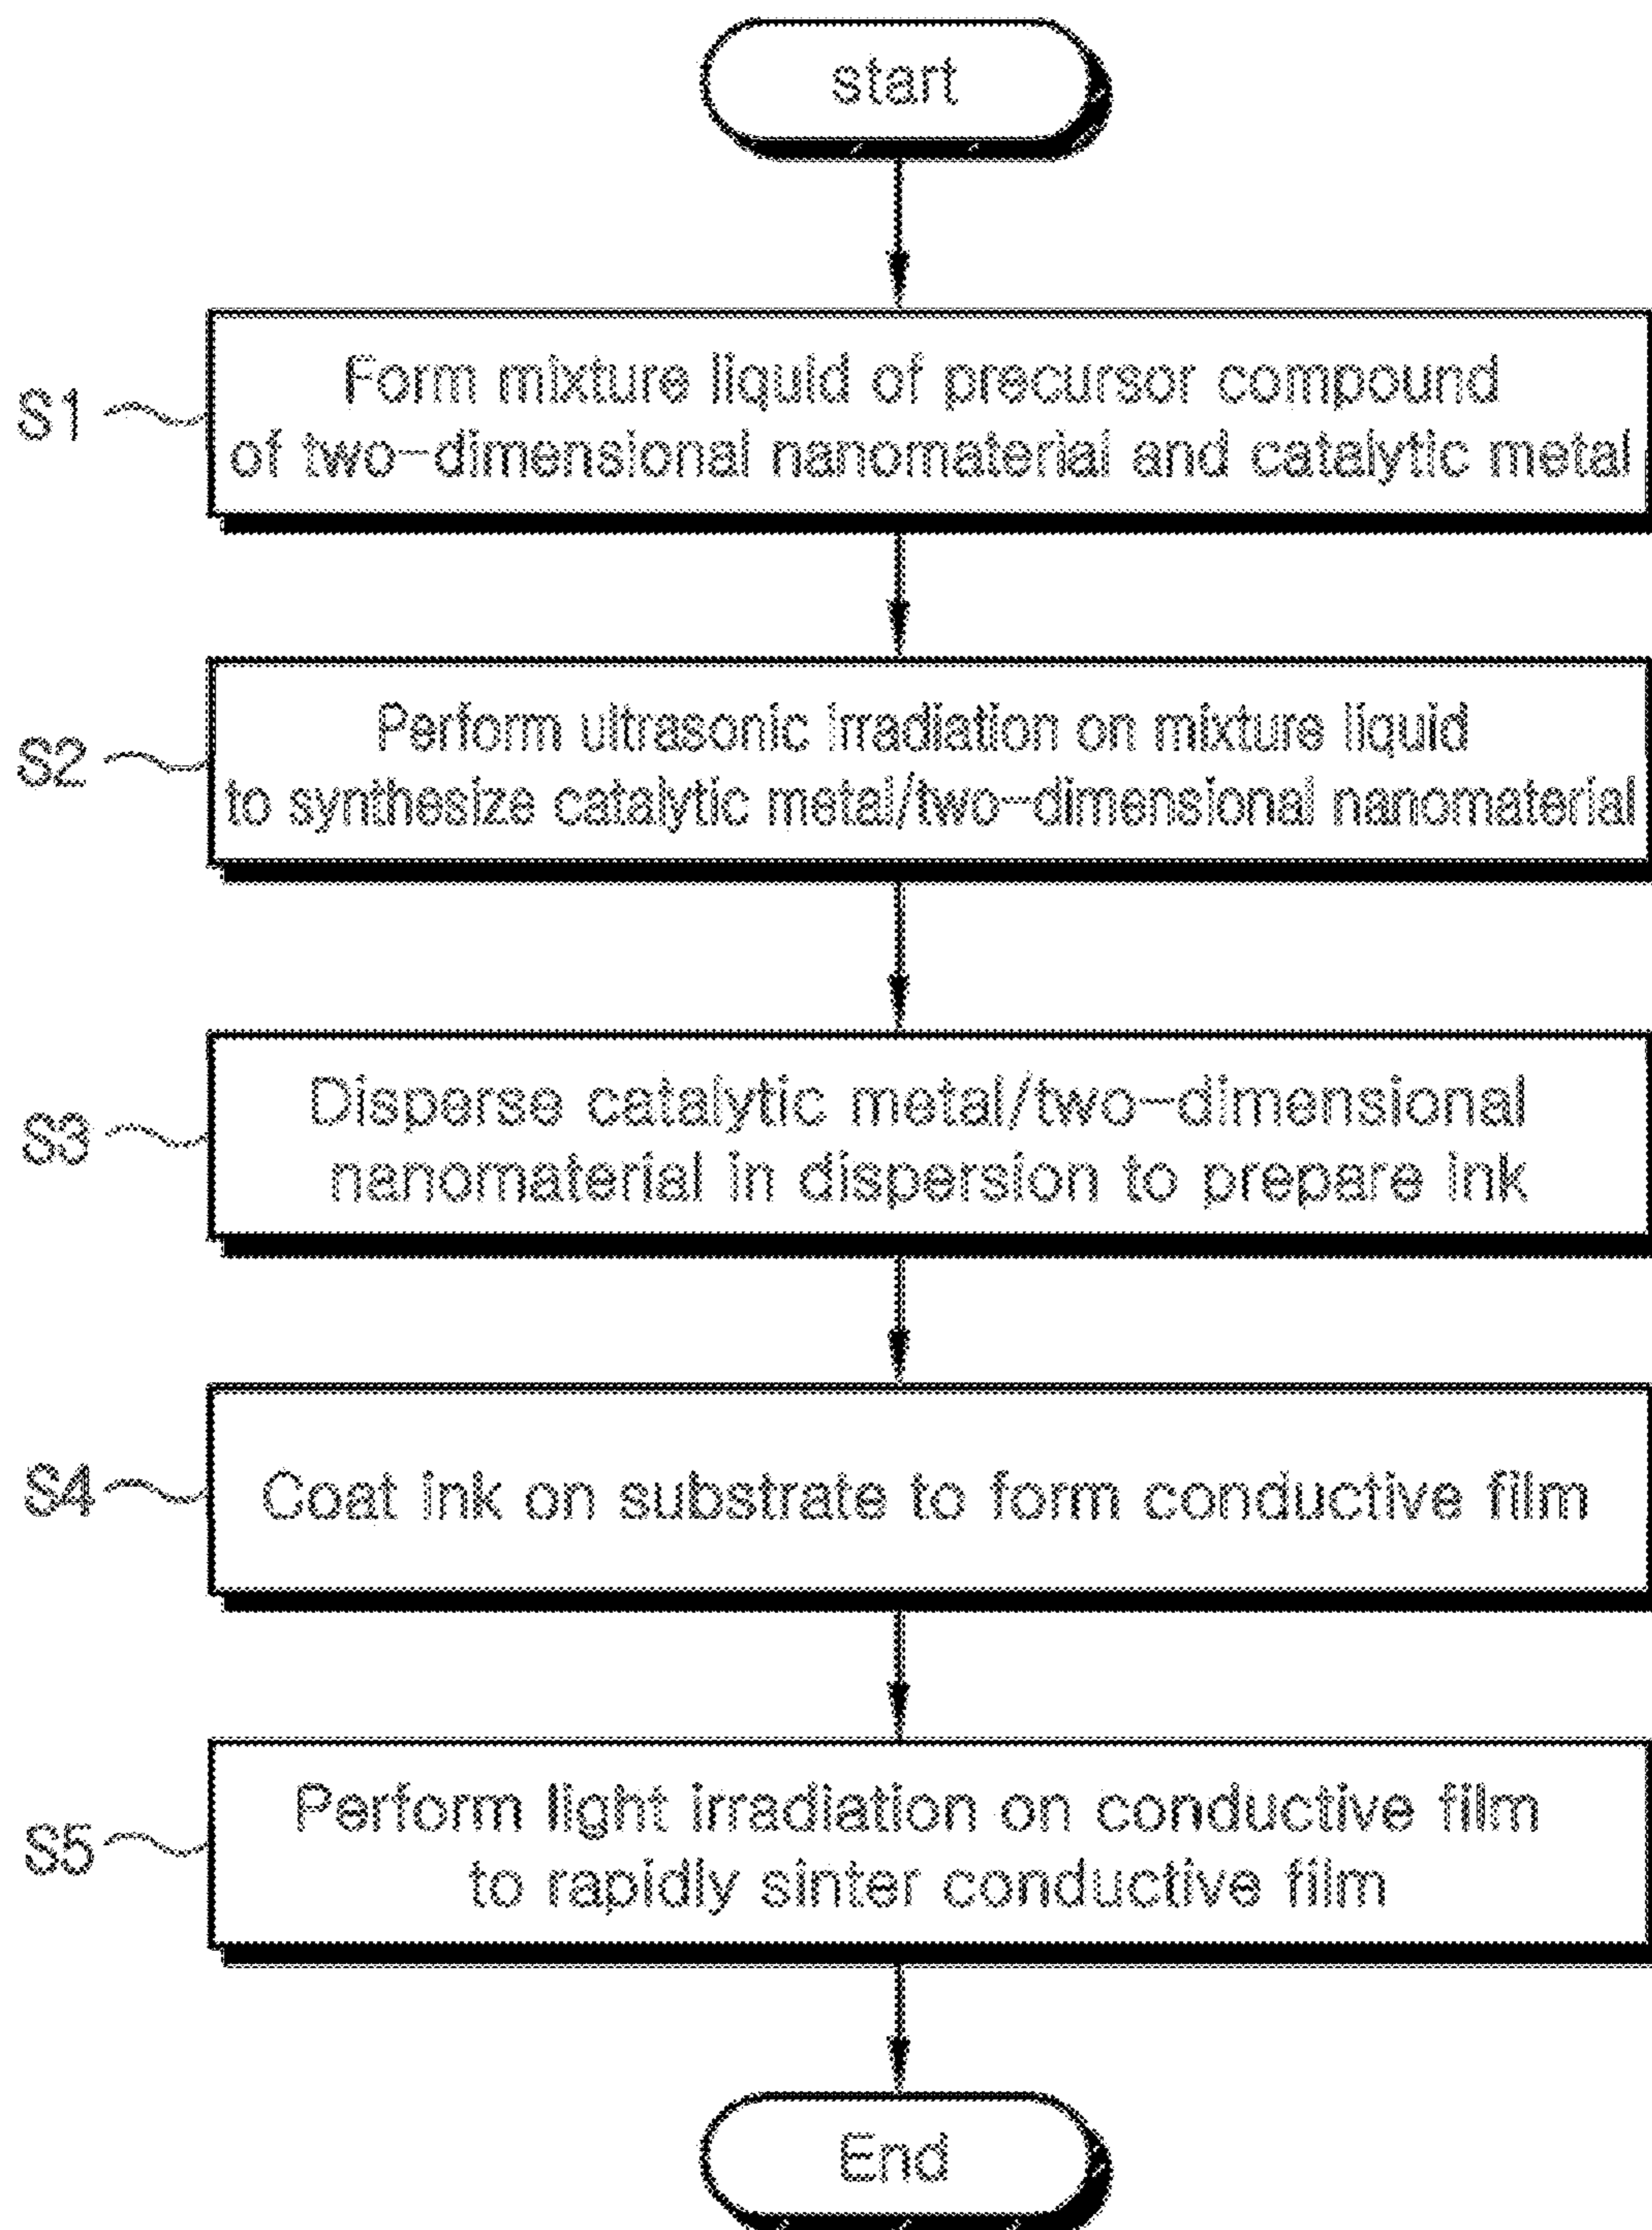 start
S1
Form mixture liquid of precursor compound
of two-dimensional nanomaterial and catalytic metal
S2
Perform ultrasonic irradiation on mixture liquid
to synthesize catalytic metal/two-dimensional nanomaterial
S3
Disperse catalytic metal/two-dimensional
nanomaterial in dispersion to prepare ink
S4
Coat ink on substrate to form conductive film
S5
Perform light irradiation on conductive film
to rapidly sinter conductive film
End